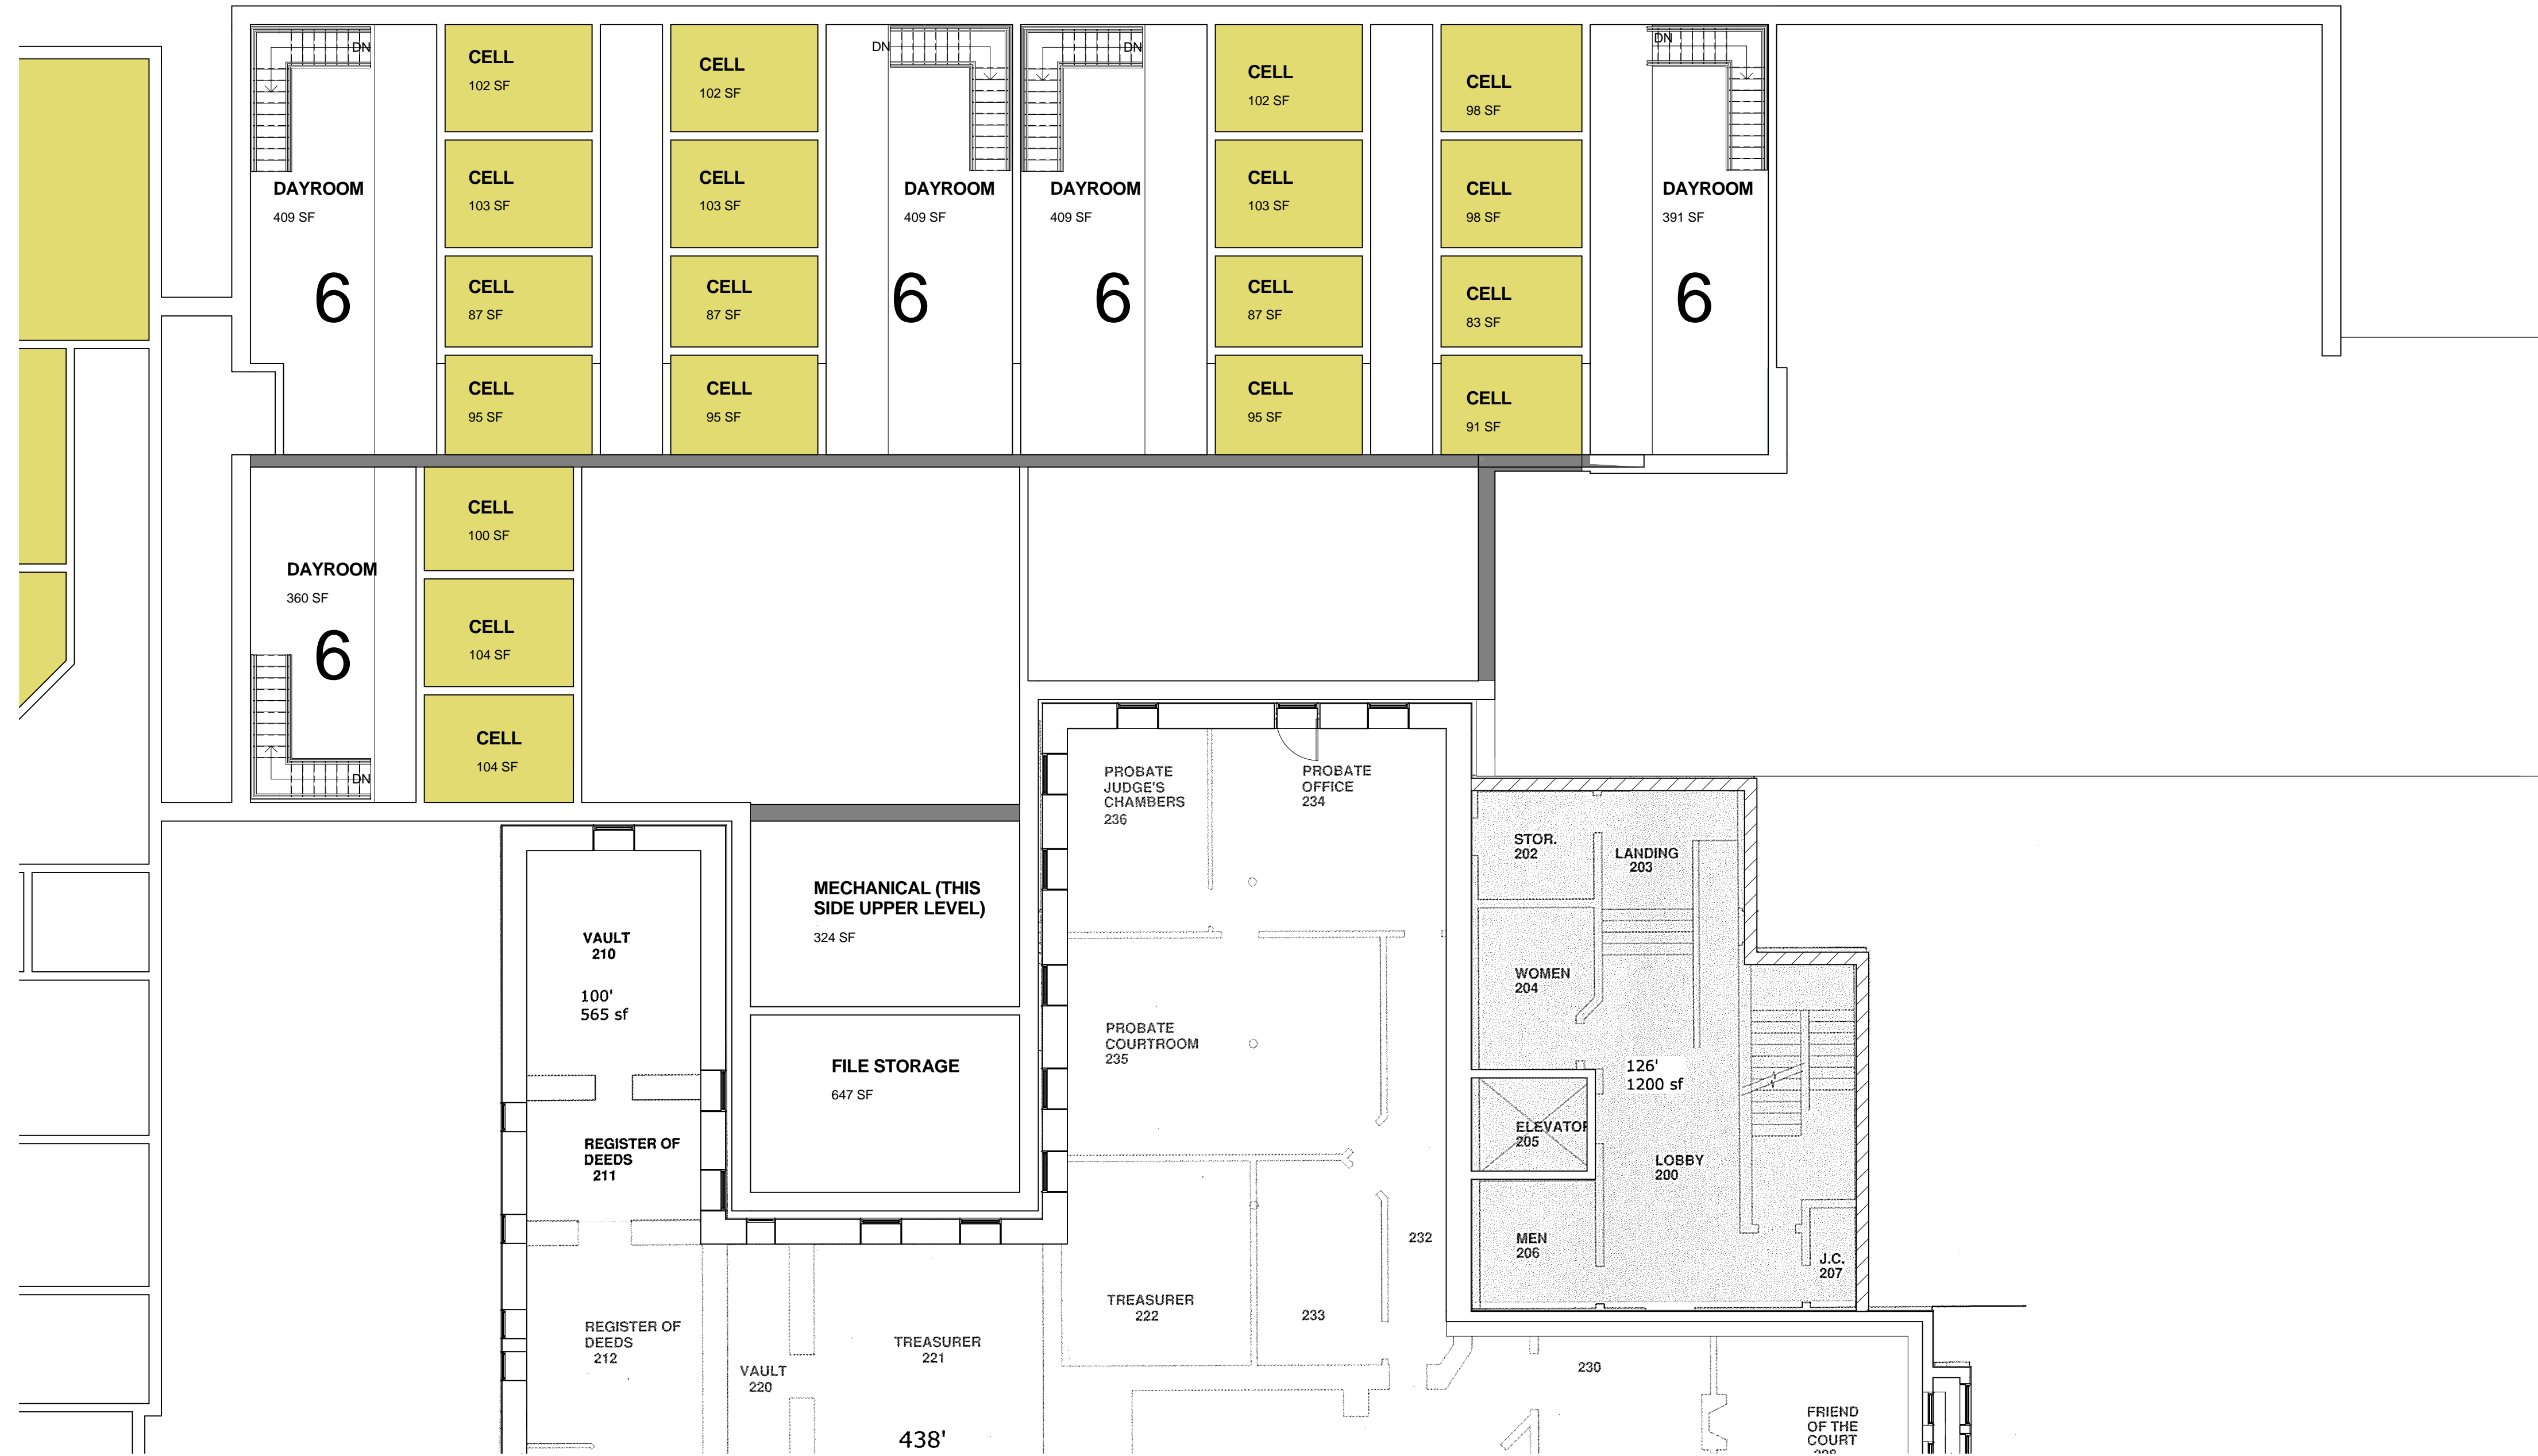 DN
CELL
102 SF
CELL
102 SF
DN
DN
CELL
102 SF
CELL
98 SF
DN
DAYROOM
409 SF
CELL
103 SF
CELL
103 SF
DAYROOM
409 SF
DAYROOM
409 SF
CELL
103 SF
CELL
98 SF
DAYROOM
391 SF
6
CELL
87 SF
CELL
87 SF
6
6
CELL
87 SF
CELL
83 SF
6
CELL
95 SF
CELL
95 SF
CELL
95 SF
CELL
91 SF
CELL
100 SF
DAYROOM
360 SF
6
CELL
104 SF
CELL
104 SF
DN
PROBATE
JUDGE'S
CHAMBERS
236
PROBATE
OFFICE
234
STOR.
202
LANDING
203
MECHANICAL (THIS
SIDE UPPER LEVEL)
324 SF
VAULT
210
100'
565 sf
WOMEN
204
PROBATE
COURTROOM
235
FILE STORAGE
647 SF
126'
1200 sf
REGISTER OF
DEEDS
211
ELEVATOR
205
LOBBY
200
MEN
206
232
J.C.
207
TREASURER
222
233
REGISTER OF
DEEDS
212
TREASURER
221
VAULT
220
230
438'
FRIEND
OF THE
COURT